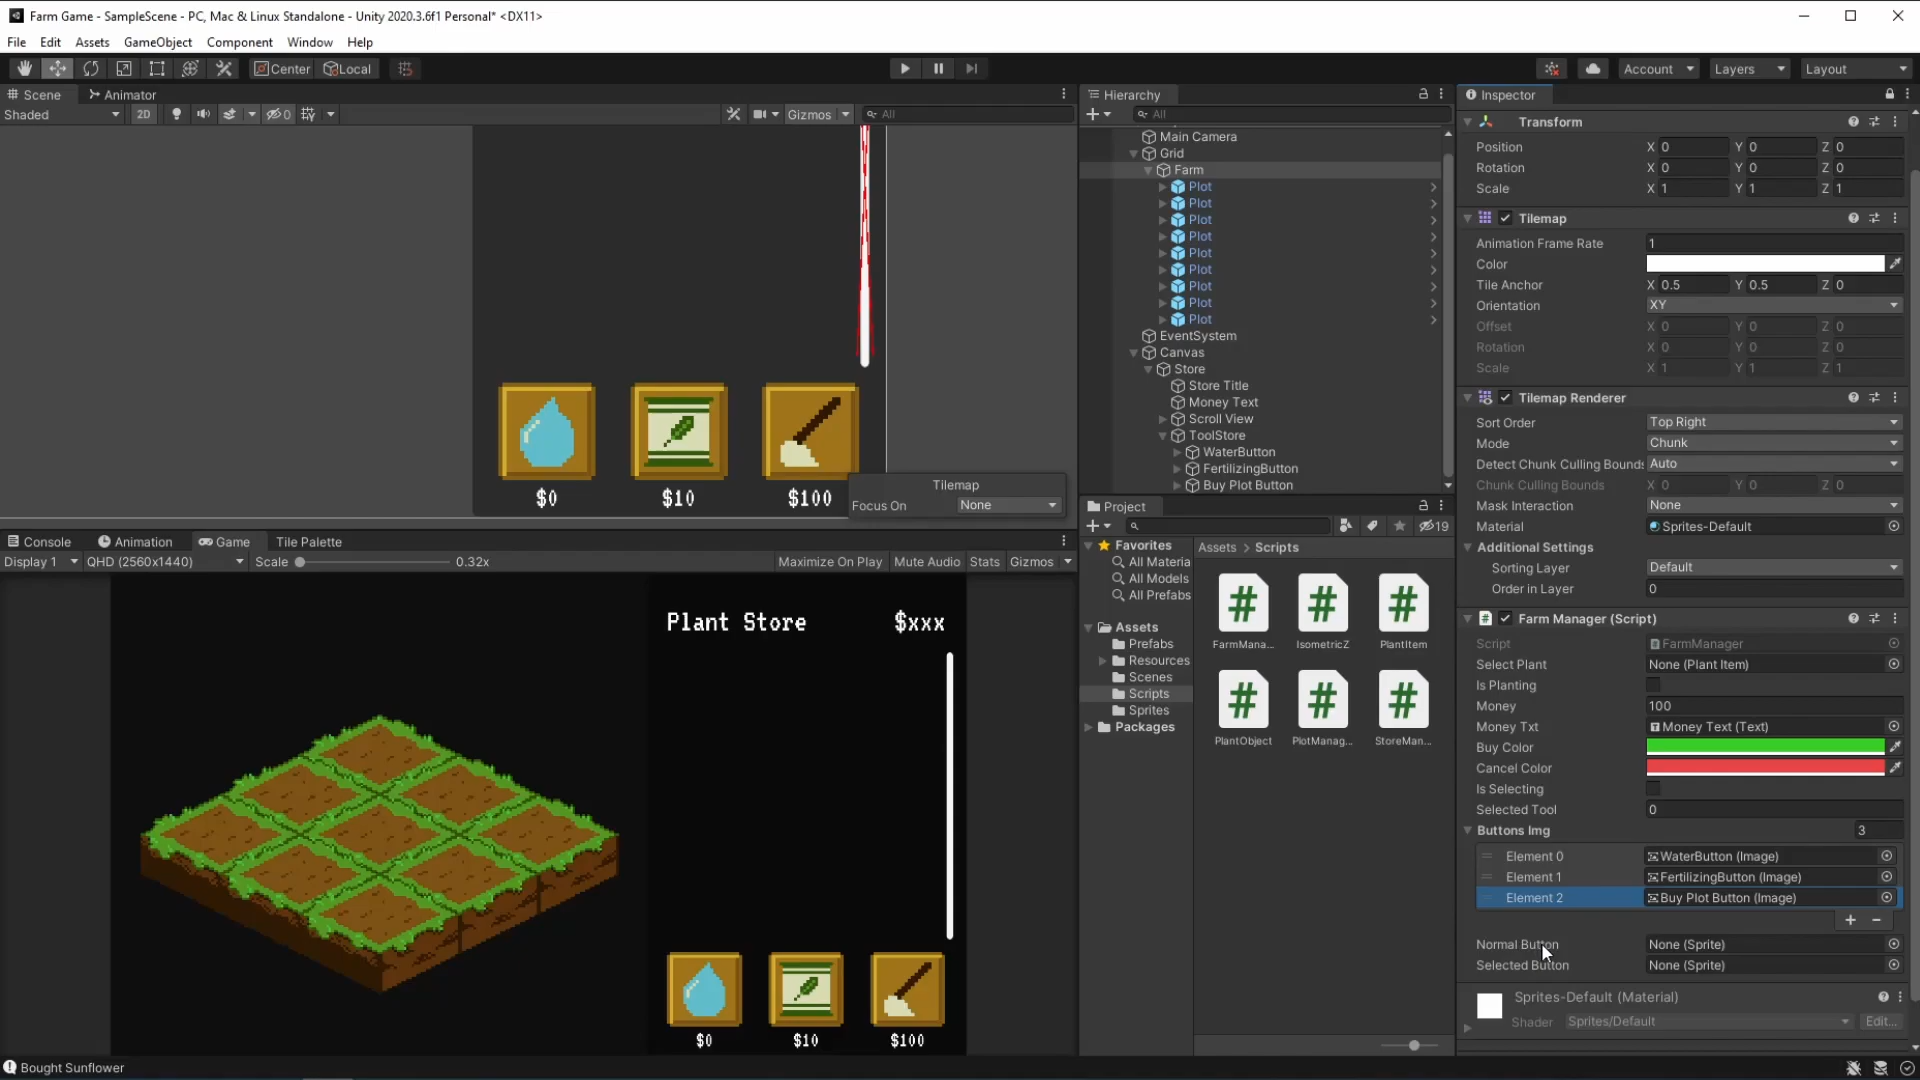 Farm Game - SampleScene - PC, Mac & Linux Standalone - Unity 2020.3.6f1 Personal* <DX11>
File Edit Assets GameObject Component Window Help
Center Local Account Layers Layout
Scene Animator
Shaded 2D 0 Gizmos All
$0 $10 $100
Tilemap
Focus On None
Console Animation Game Tile Palette
Display 1 QHD (2560x1440) Scale 0.32x Maximize On Play Mute Audio Stats Gizmos
Plant Store $xxx
$0 $10 $100
Bought Sunflower
Hierarchy
All
Main Camera
Grid
Farm
Plot
Plot
Plot
Plot
Plot
Plot
Plot
Plot
Plot
EventSystem
Canvas
Store
Store Title
Money Text
Scroll View
ToolStore
WaterButton
FertilizingButton
Buy Plot Button
Project
19
Favorites
All Materia
All Models
All Prefabs
Assets
Prefabs
Resources
Scenes
Scripts
Sprites
Packages
Assets > Scripts
FarmMana... IsometricZ PlantItem
PlantObject PlotManag... StoreMan...
Inspector
Transform
Position X 0 Y 0 Z 0
Rotation X 0 Y 0 Z 0
Scale X 1 Y 1 Z 1
Tilemap
Animation Frame Rate 1
Color
Tile Anchor X 0.5 Y 0.5 Z 0
Orientation XY
Offset X 0 Y 0 Z 0
Rotation X 0 Y 0 Z 0
Scale X 0 Y 0 Z 0
Tilemap Renderer
Sort Order Top Right
Mode Chunk
Detect Chunk Culling Bounds Auto
Chunk Culling Bounds X 0 Y 0 Z 0
Mask Interaction None
Material Sprites-Default
Additional Settings
Sorting Layer Default
Order in Layer 0
Farm Manager (Script)
Script FarmManager
Select Plant None (Plant Item)
Is Planting
Money 100
Money Txt Money Text (Text)
Buy Color
Cancel Color
Is Selecting
Selected Tool 0
Buttons Img 3
Element 0 WaterButton (Image)
Element 1 FertilizingButton (Image)
Element 2 Buy Plot Button (Image)
+ −
Normal Button None (Sprite)
Selected Button None (Sprite)
Sprites-Default (Material)
Shader Sprites/Default Edit...